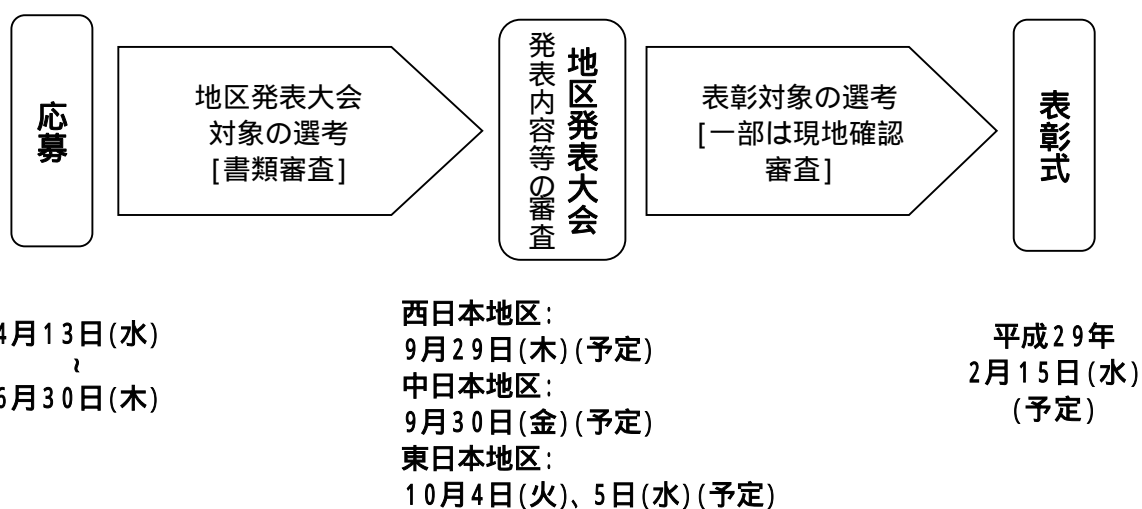 応募
地区発表大会
対象の選考
[書類審査]
地区発表大会
発表内容等の審査
表彰対象の選考
[一部は現地確認
審査]
表彰式
4月13日(水)
~
6月30日(木)
西日本地区:
9月29日(木)(予定)
中日本地区:
9月30日(金)(予定)
東日本地区:
10月4日(火)、5日(水)(予定)
平成29年
2月15日(水)
(予定)